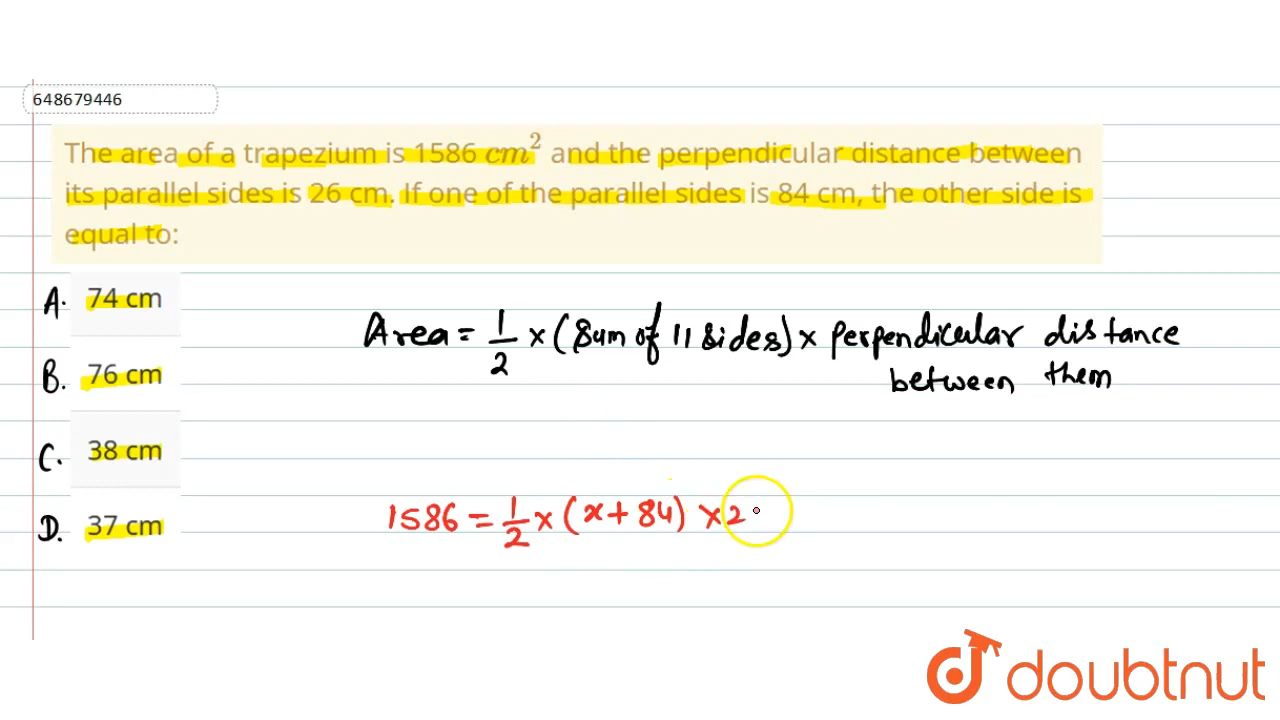 648679446
The area of a trapezium is 1586 cm² and the perpendicular distance between
its parallel sides is 26 cm. If one of the parallel sides is 84 cm, the other side is
equal to:
A. 74 cm
B. 76 cm
C. 38 cm
D. 37 cm
Area = 1/2 × (Sum of 11 sides) × perpendicular distance
between them
1586 = 1/2 × (x + 84) × 2
doubtnut